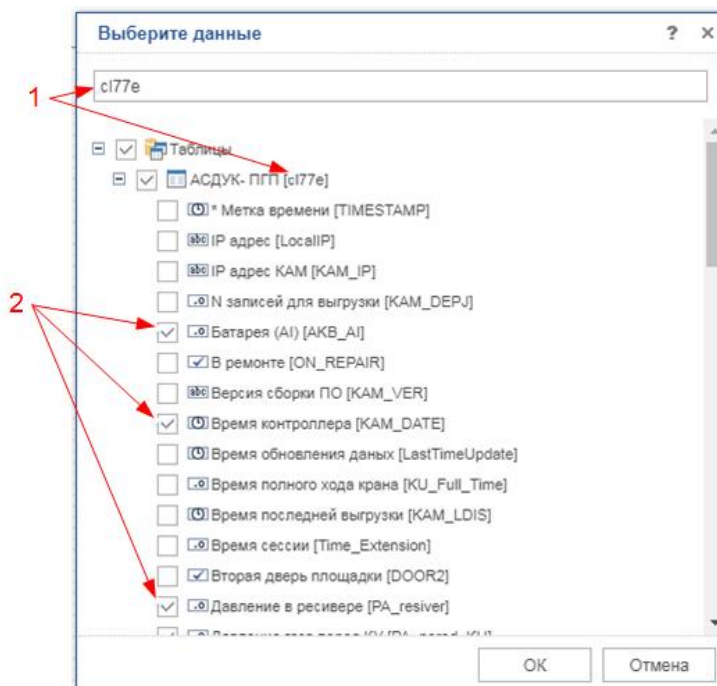 Выберите данные ? ×
1
cl77e
Таблицы
АСДУК- ПГП [cl77e]
* Метка времени [TIMESTAMP]
IP адрес [LocalIP]
IP адрес КАМ [KAM_IP]
N записей для выгрузки [KAM_DEPJ]
2
Батарея (AI) [AKB_AI]
В ремонте [ON_REPAIR]
Версия сборки ПО [KAM_VER]
Время контроллера [KAM_DATE]
Время обновления даных [LastTimeUpdate]
Время полного хода крана [KU_Full_Time]
Время последней выгрузки [KAM_LDIS]
Время сессии [Time_Extension]
Вторая дверь площадки [DOOR2]
Давление в ресивере [PA_resiver]
OK Отмена